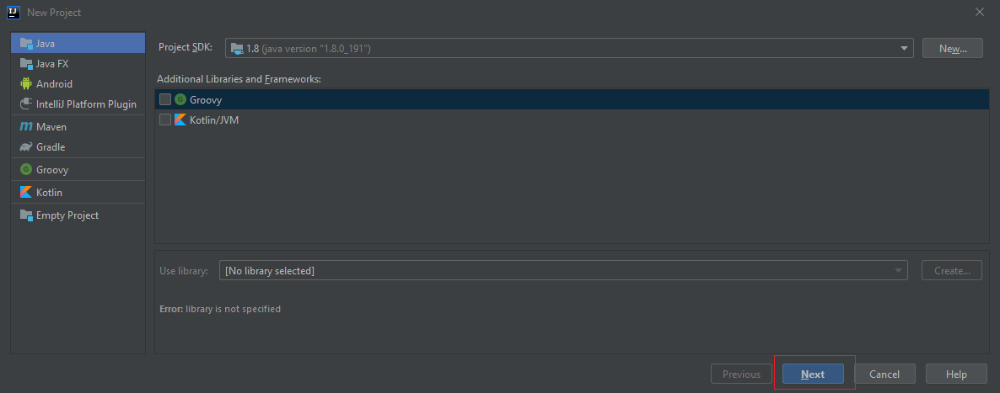 IJ
New Project
Java
Java FX
Android
IntelliJ Platform Plugin
m Maven
Gradle
G Groovy
Kotlin
Empty Project
Project SDK: 1.8 (java version "1.8.0_191") New...
Additional Libraries and Frameworks:
G Groovy
Kotlin/JVM
Use library: [No library selected] Create...
Error: library is not specified
Previous Next Cancel Help